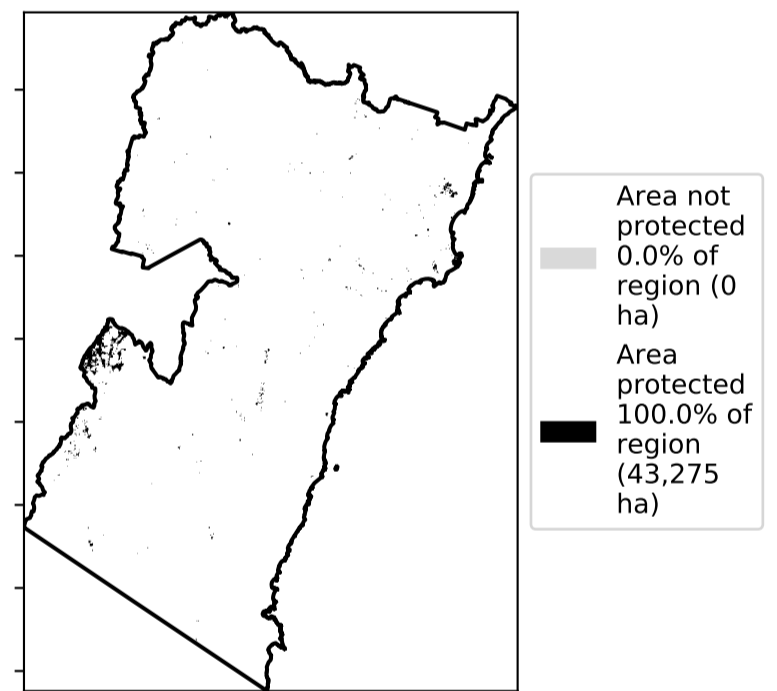 Area not
protected
0.0% of
region (0
ha)
Area
protected
100.0% of
region
(43,275
ha)